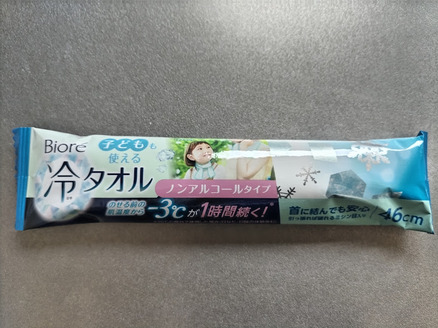 Bioré
子どもも
使える
冷タオル
ノンアルコールタイプ
のせる前の
肌温度から
-3℃が1時間続く!
首に結んでも安心
46cm